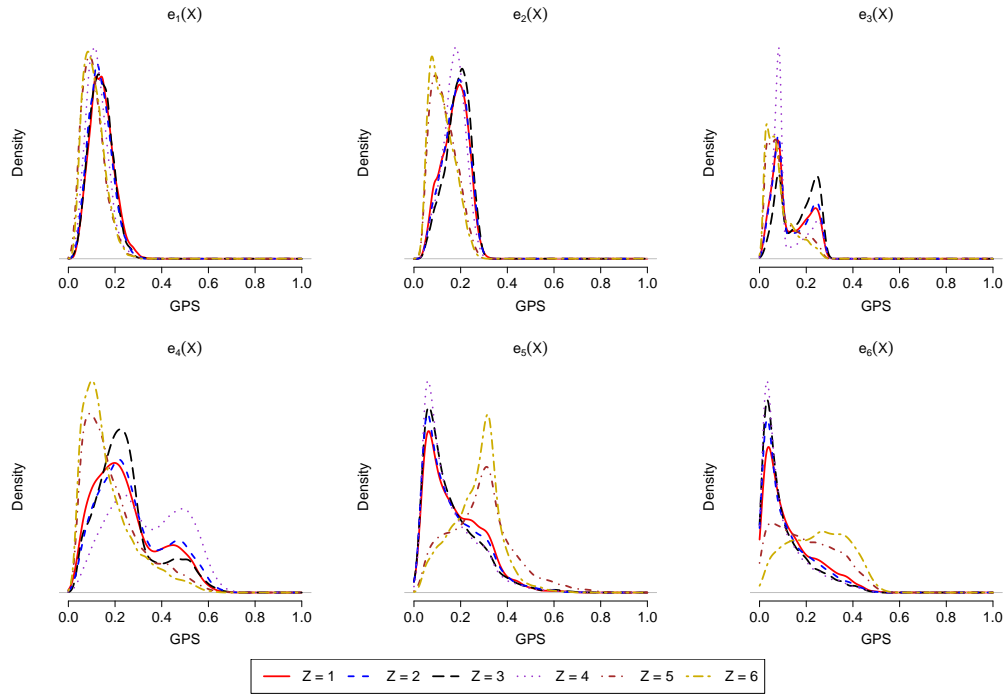 e₁(X) e₂(X) e₃(X)
Density Density Density
0.0 0.2 0.4 0.6 0.8 1.0 0.0 0.2 0.4 0.6 0.8 1.0 0.0 0.2 0.4 0.6 0.8 1.0
GPS GPS GPS
e₄(X) e₅(X) e₆(X)
Density Density Density
0.0 0.2 0.4 0.6 0.8 1.0 0.0 0.2 0.4 0.6 0.8 1.0 0.0 0.2 0.4 0.6 0.8 1.0
GPS GPS GPS
Z = 1 Z = 2 Z = 3 Z = 4 Z = 5 Z = 6